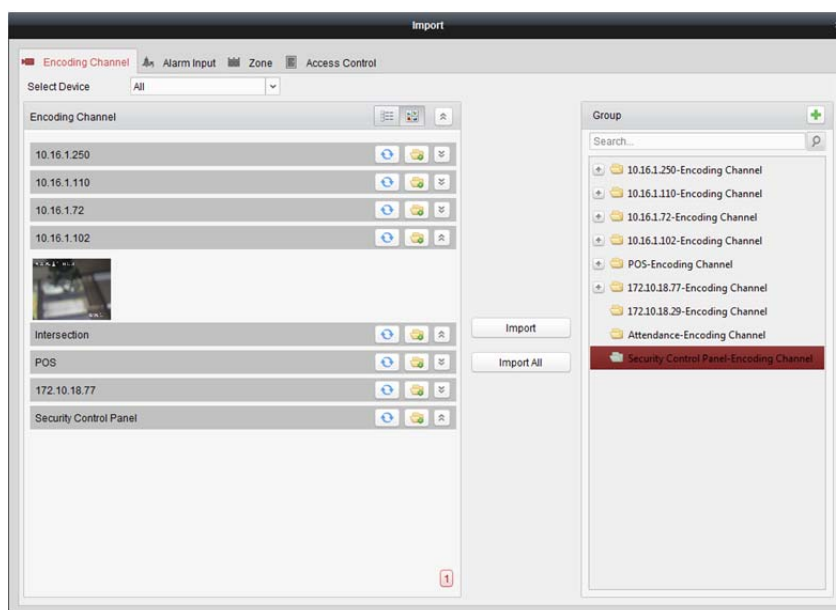 Import
Encoding Channel Alarm Input Zone Access Control
Select Device All
Encoding Channel
10.16.1.250
10.16.1.110
10.16.1.72
10.16.1.102
Intersection
POS
172.10.18.77
Security Control Panel
1
Import
Import All
Group
Search...
10.16.1.250-Encoding Channel
10.16.1.110-Encoding Channel
10.16.1.72-Encoding Channel
10.16.1.102-Encoding Channel
POS-Encoding Channel
172.10.18.77-Encoding Channel
172.10.18.29-Encoding Channel
Attendance-Encoding Channel
Security Control Panel-Encoding Channel